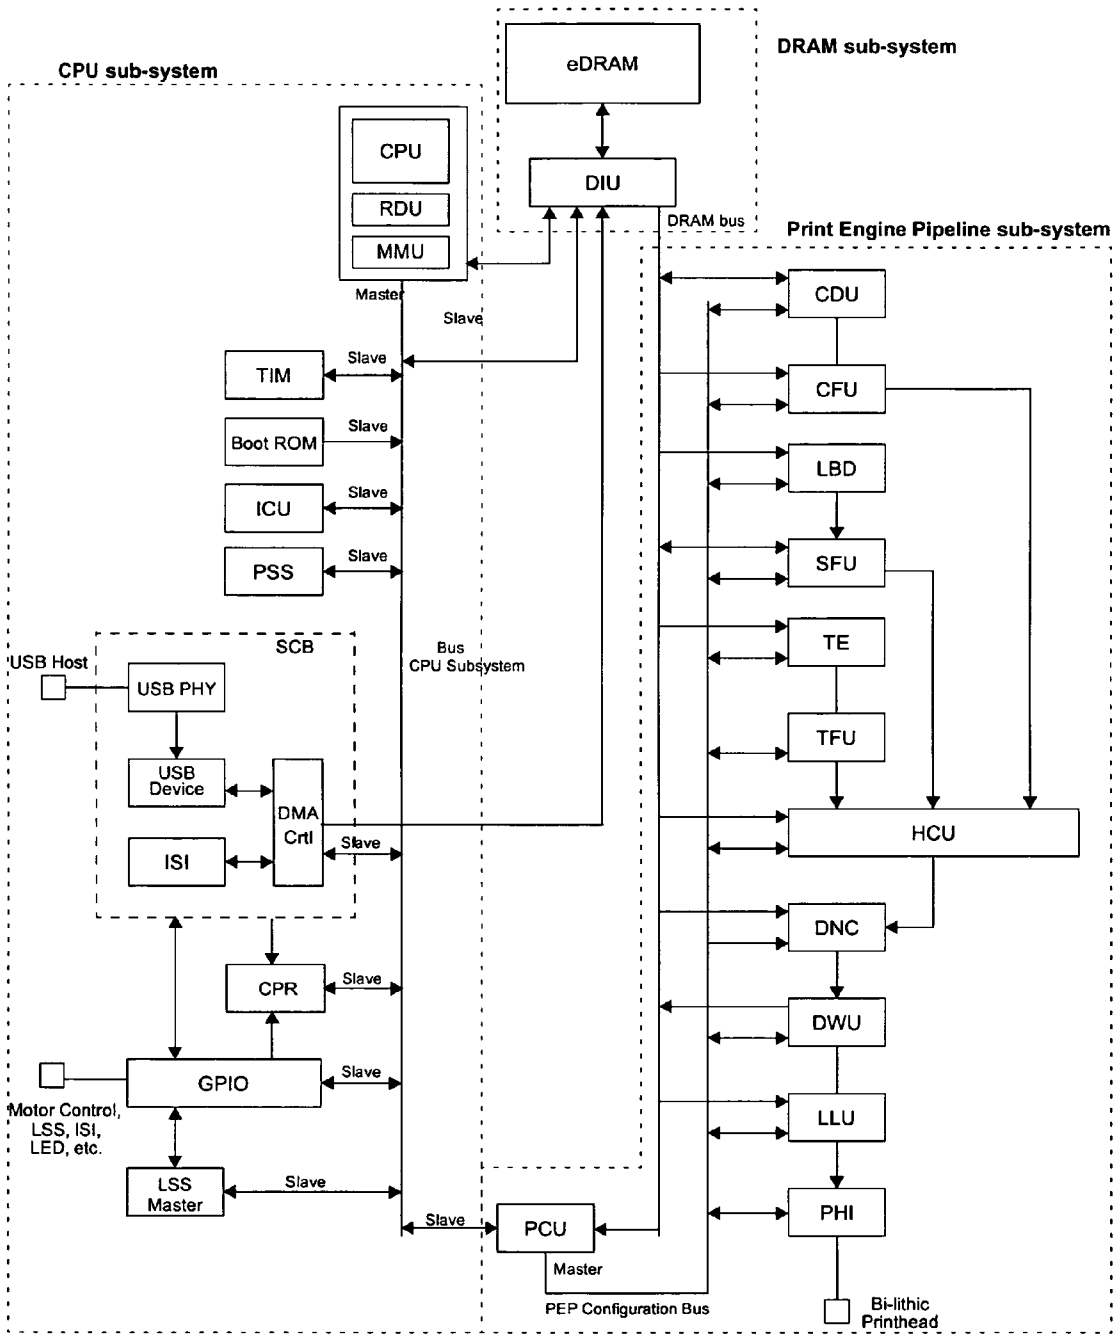 DRAM sub-system
eDRAM
CPU sub-system
CPU
RDU
MMU
DIU
DRAM bus
Print Engine Pipeline sub-system
Master
Slave
CDU
TIM
Slave
CFU
Boot ROM
Slave
LBD
ICU
Slave
PSS
Slave
SFU
SCB
Bus
CPU Subsystem
TE
USB Host
USB PHY
TFU
USB
Device
DMA
Crtl
Slave
HCU
ISI
DNC
CPR
Slave
DWU
GPIO
Slave
Motor Control,
LSS, ISI,
LED, etc.
LLU
LSS
Master
Slave
Slave
PCU
PHI
Master
PEP Configuration Bus
Bi-lithic
Printhead